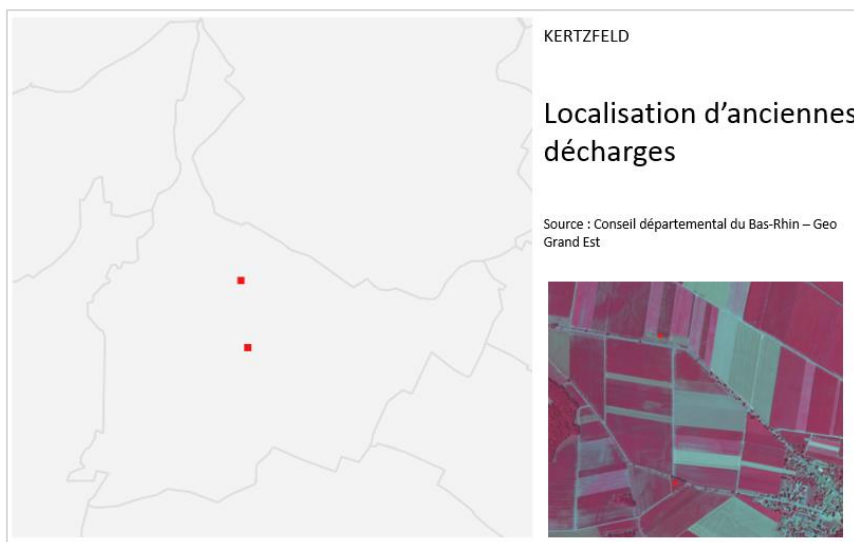 KERTZFELD
Localisation d’anciennes
décharges
Source : Conseil départemental du Bas-Rhin – Geo
Grand Est